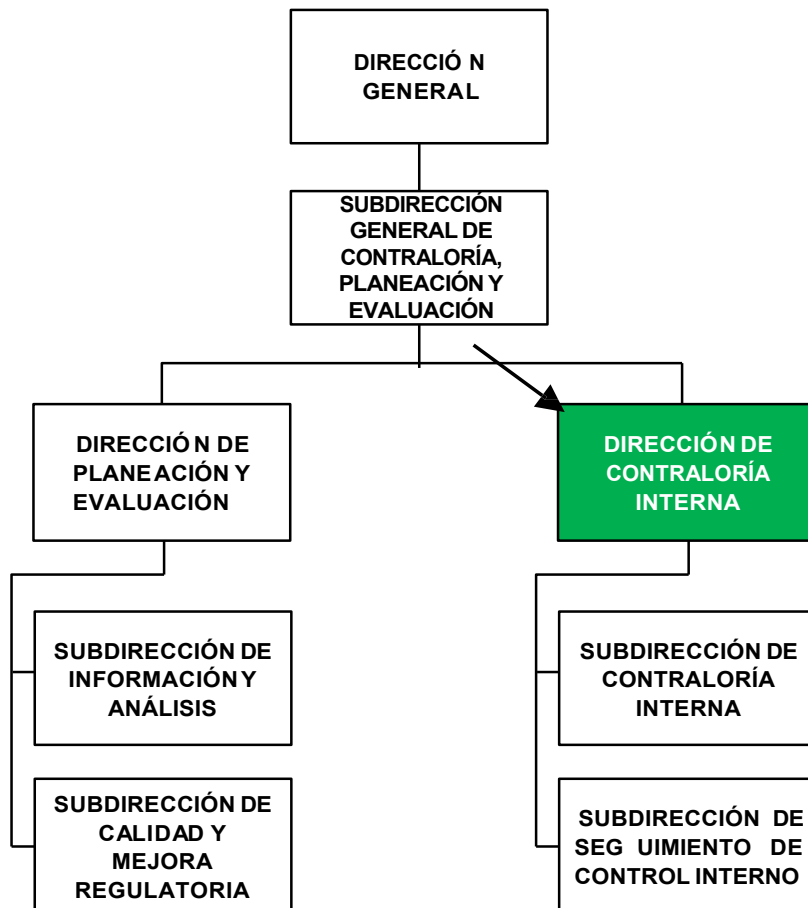 DIRECCIÓ N
GENERAL
SUBDIRECCIÓN
GENERAL DE
CONTRALORÍA,
PLANEACIÓN Y
EVALUACIÓN
DIRECCIÓN DE
PLANEACIÓN Y
EVALUACIÓN
DIRECCIÓN DE
CONTRALORÍA
INTERNA
SUBDIRECCIÓN DE
INFORMACIÓN Y
ANÁLISIS
SUBDIRECCIÓN DE
CONTRALORÍA
INTERNA
SUBDIRECCIÓN DE
CALIDAD Y
MEJORA
REGULATORIA
SUBDIRECCIÓN DE
SEG UIMIENTO DE
CONTROL INTERNO